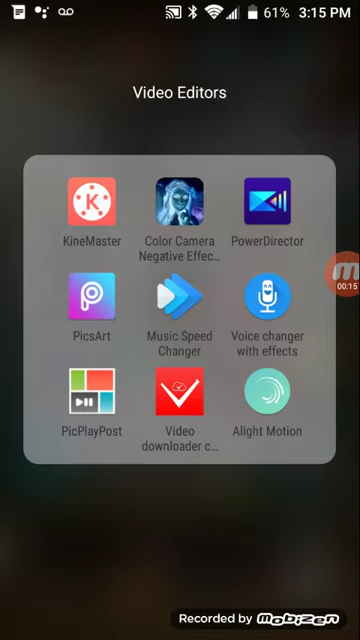 61% 3:15 PM
Video Editors
K
KineMaster
Color Camera
Negative Effec...
PowerDirector
PicsArt
Music Speed
Changer
Voice changer
with effects
M
00:15
PicPlayPost
Video
downloader c...
Alight Motion
Recorded by Mobizen